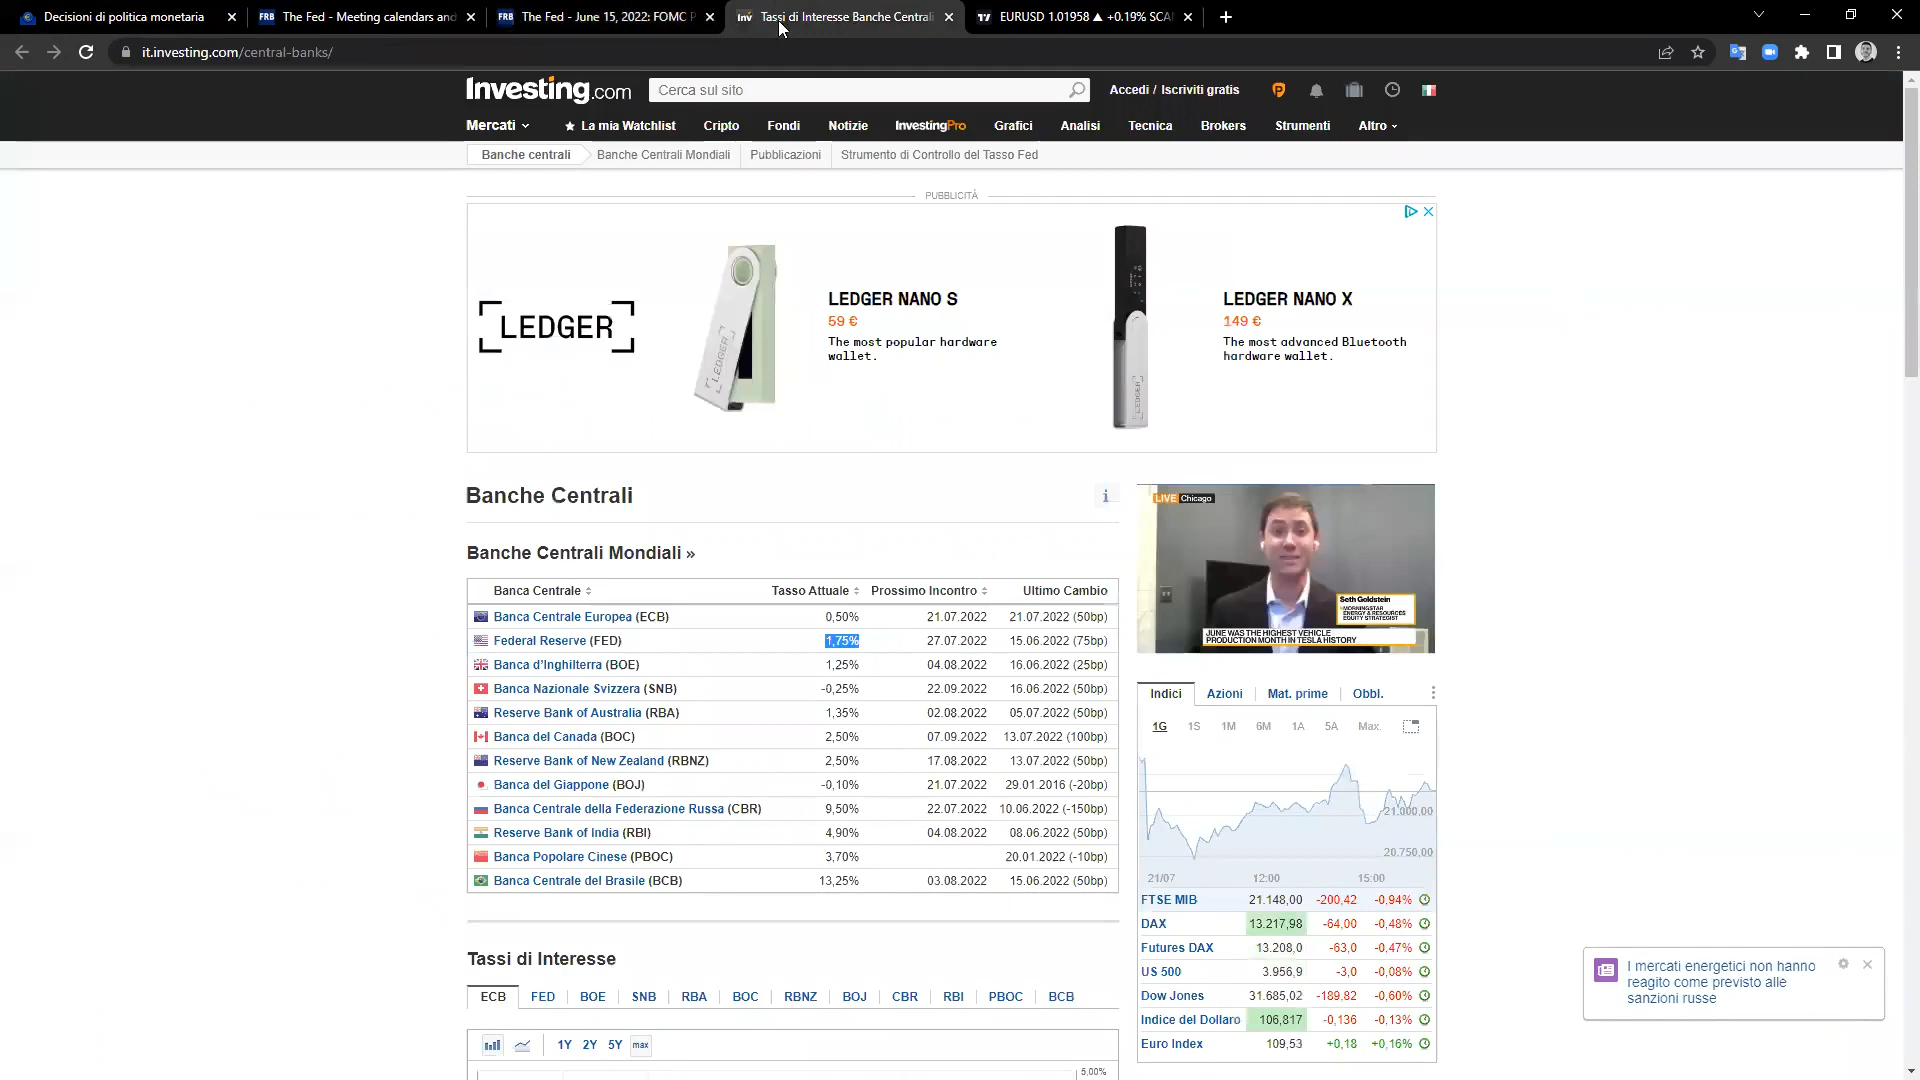 Decisioni di politica monetaria
The Fed - Meeting calendars and
The Fed - June 15, 2022: FOMC P
Tassi di Interesse Banche Centrali
EURUSD 1.01958 ▲ +0.19% SCA
it.investing.com/central-banks/
Investing.com
Cerca sul sito
Accedi / Iscriviti gratis
Mercati
★ La mia Watchlist
Cripto
Fondi
Notizie
InvestingPro
Grafici
Analisi
Tecnica
Brokers
Strumenti
Altro
Banche centrali
Banche Centrali Mondiali
Pubblicazioni
Strumento di Controllo del Tasso Fed
PUBBLICITÀ
LEDGER
LEDGER NANO S
59 €
The most popular hardware
wallet.
LEDGER NANO X
149 €
The most advanced Bluetooth
hardware wallet.
Banche Centrali
Banche Centrali Mondiali »
Banca Centrale Tasso Attuale Prossimo Incontro Ultimo Cambio
Banca Centrale Europea (ECB) 0,50% 21.07.2022 21.07.2022 (50bp)
Federal Reserve (FED) 1,75% 27.07.2022 15.06.2022 (75bp)
Banca d'Inghilterra (BOE) 1,25% 04.08.2022 16.06.2022 (25bp)
Banca Nazionale Svizzera (SNB) -0,25% 22.09.2022 16.06.2022 (50bp)
Reserve Bank of Australia (RBA) 1,35% 02.08.2022 05.07.2022 (50bp)
Banca del Canada (BOC) 2,50% 07.09.2022 13.07.2022 (100bp)
Reserve Bank of New Zealand (RBNZ) 2,50% 17.08.2022 13.07.2022 (50bp)
Banca del Giappone (BOJ) -0,10% 21.07.2022 29.01.2016 (-20bp)
Banca Centrale della Federazione Russa (CBR) 9,50% 22.07.2022 10.06.2022 (-150bp)
Reserve Bank of India (RBI) 4,90% 04.08.2022 08.06.2022 (50bp)
Banca Popolare Cinese (PBOC) 3,70% 20.01.2022 (-10bp)
Banca Centrale del Brasile (BCB) 13,25% 03.08.2022 15.06.2022 (50bp)
Tassi di Interesse
ECB FED BOE SNB RBA BOC RBNZ BOJ CBR RBI PBOC BCB
1Y 2Y 5Y max
5,00%
LIVE Chicago
Seth Goldstein
MORNINGSTAR
ENERGY & RESOURCES
EQUITY STRATEGIST
JUNE WAS THE HIGHEST VEHICLE
PRODUCTION MONTH IN TESLA HISTORY
Indici Azioni Mat. prime Obbl.
1G 1S 1M 6M 1A 5A Max.
21.000,00
20.750,00
21/07 12:00 15:00
FTSE MIB 21.148,00 -200,42 -0,94%
DAX 13.217,98 -64,00 -0,48%
Futures DAX 13.208,0 -63,0 -0,47%
US 500 3.956,9 -3,0 -0,08%
Dow Jones 31.685,02 -189,82 -0,60%
Indice del Dollaro 106,817 -0,136 -0,13%
Euro Index 109,53 +0,18 +0,16%
I mercati energetici non hanno
reagito come previsto alle
sanzioni russe